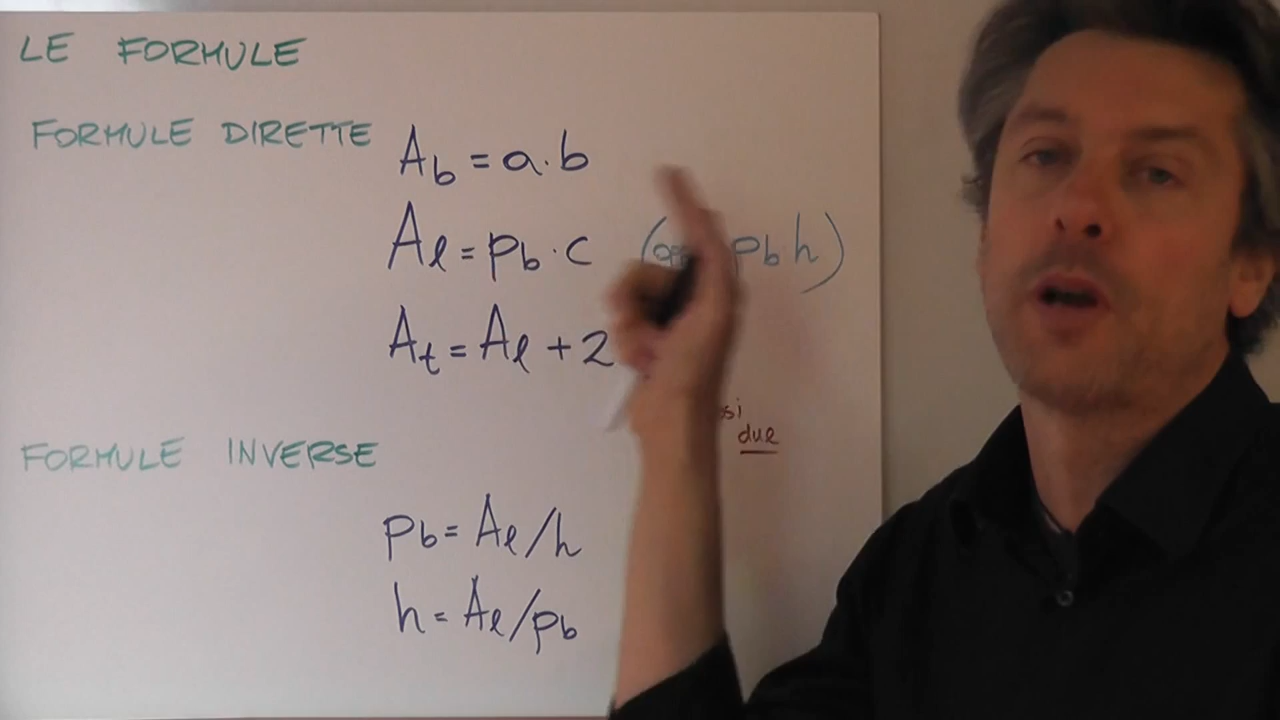 LE FORMULE
FORMULE DIRETTE
Ab = a·b
Al = pb·c ( pb·h)
At = Al + 2
due
FORMULE INVERSE
pb = Al/h
h = Al/pb